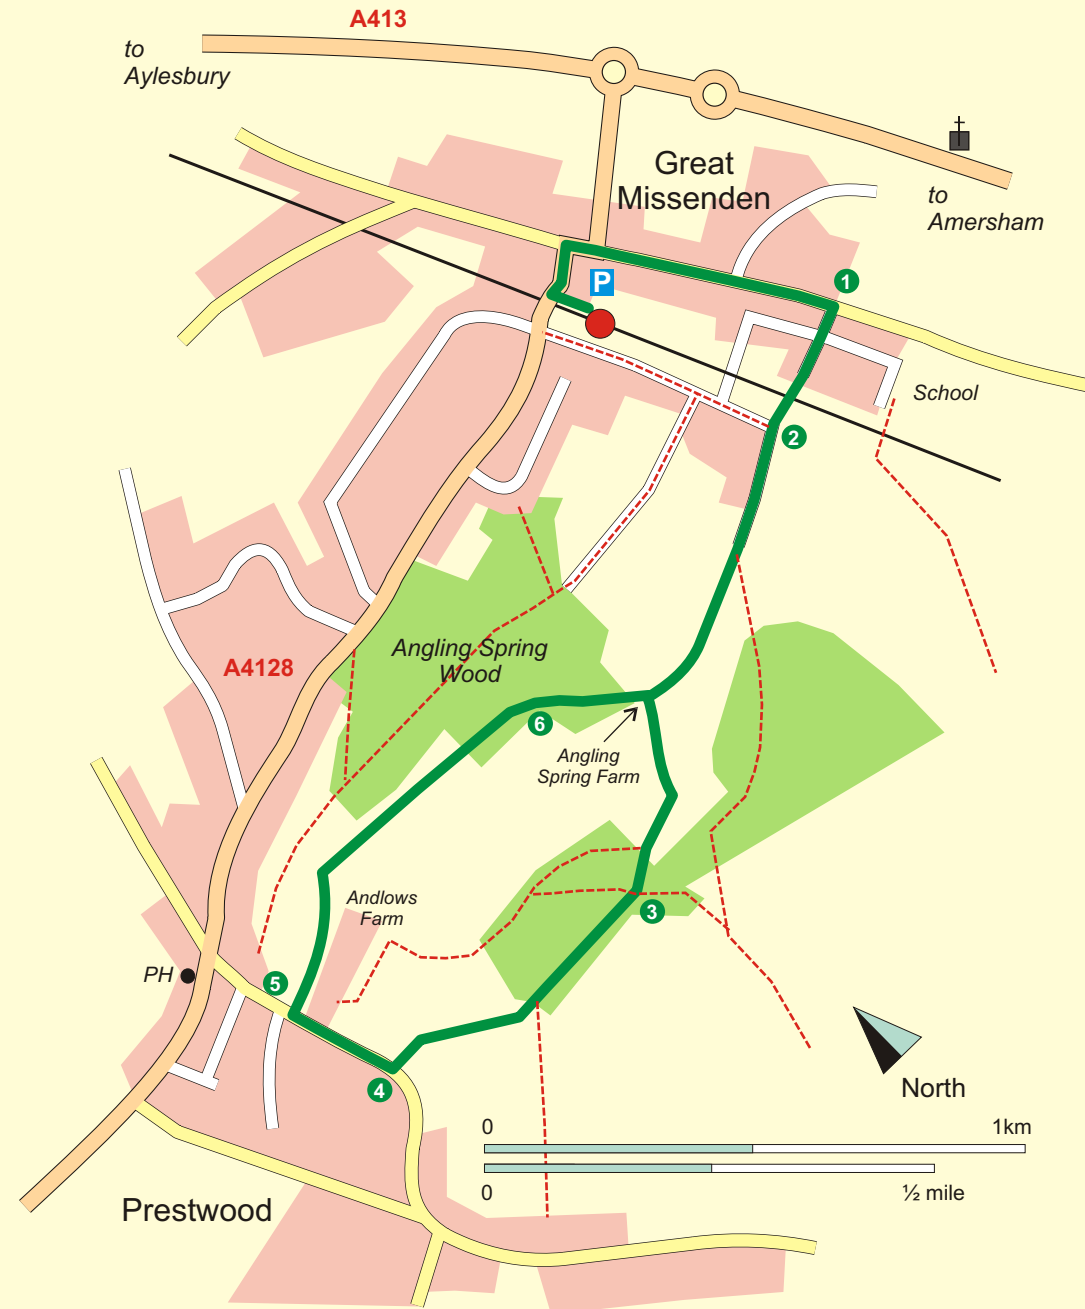 A413
to
Aylesbury
Great
Missenden
to
Amersham
P
1
School
2
Angling Spring
Wood
A4128
6
Angling
Spring Farm
Andlows
Farm
3
PH
5
4
North
0
1km
0
½ mile
Prestwood